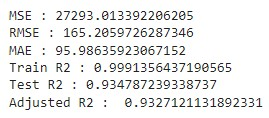 MSE : 27293.013392206205
RMSE : 165.2059726287346
MAE : 95.98635923067152
Train R2 : 0.9991356437190565
Test R2 : 0.934787239338737
Adjusted R2 :  0.9327121131892331